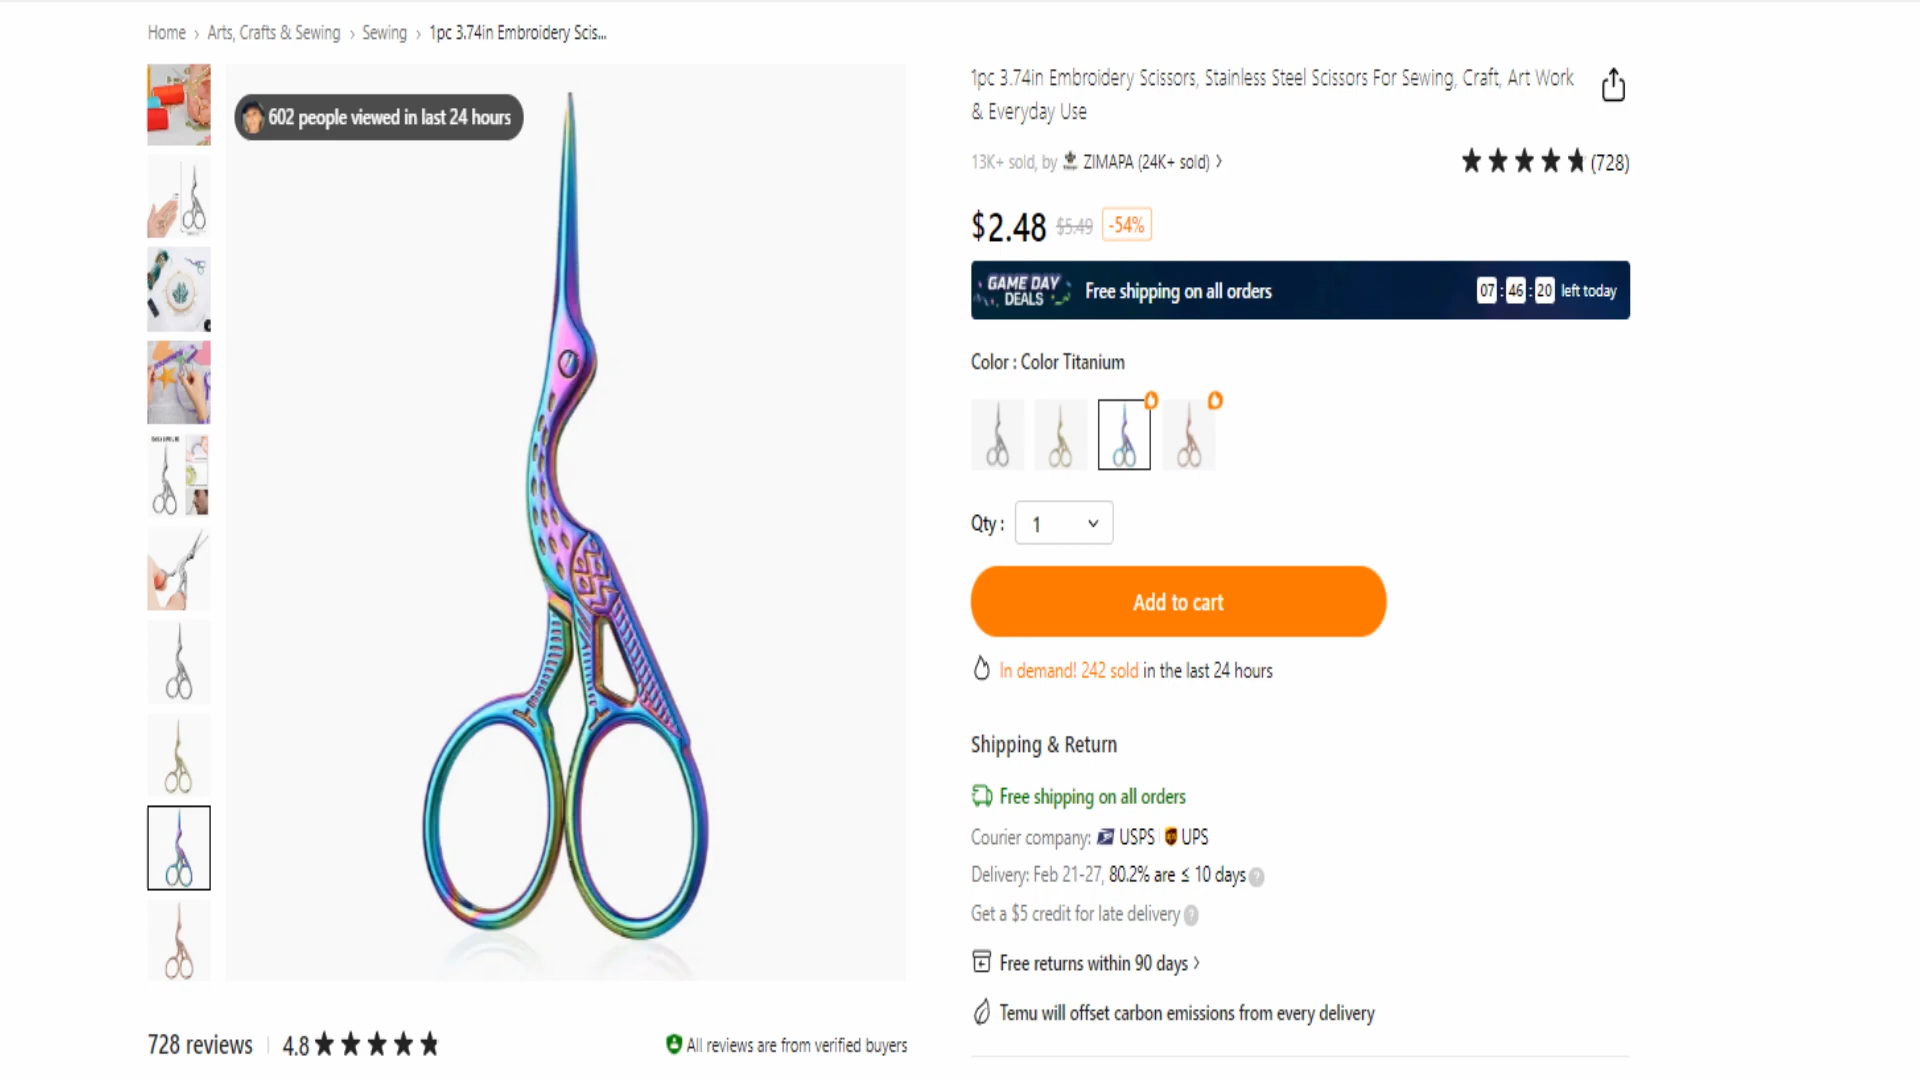 Home › Arts, Crafts & Sewing › Sewing › 1pc 3.74in Embroidery Scis...
602 people viewed in last 24 hours
1pc 3.74in Embroidery Scissors, Stainless Steel Scissors For Sewing, Craft, Art Work
& Everyday Use
13K+ sold, by ZIMAPA (24K+ sold) ›
(728)
$2.48 $5.49 -54%
GAME DAY
DEALS
Free shipping on all orders
07 : 46 : 20 left today
Color : Color Titanium
Qty : 1
Add to cart
In demand! 242 sold in the last 24 hours
Shipping & Return
Free shipping on all orders
Courier company: USPS UPS
Delivery: Feb 21-27, 80.2% are ≤ 10 days ?
Get a $5 credit for late delivery ?
Free returns within 90 days ›
Temu will offset carbon emissions from every delivery
728 reviews | 4.8
All reviews are from verified buyers